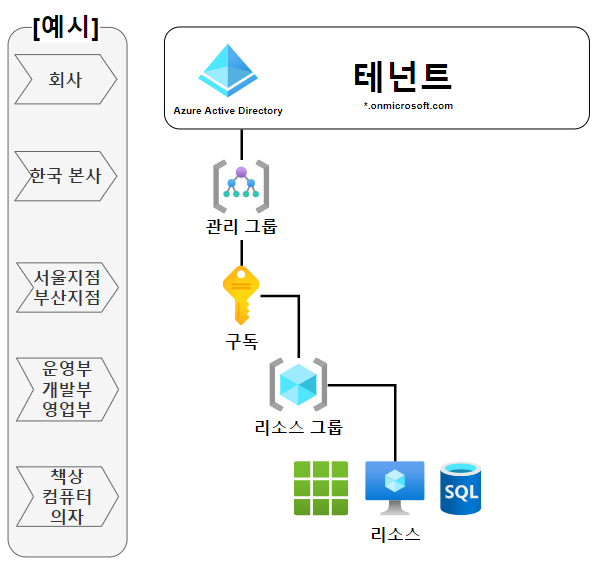 [예시]
회사
한국 본사
서울지점
부산지점
운영부
개발부
영업부
책상
컴퓨터
의자
테넌트
*.onmicrosoft.com
Azure Active Directory
관리 그룹
구독
리소스 그룹
SQL
리소스